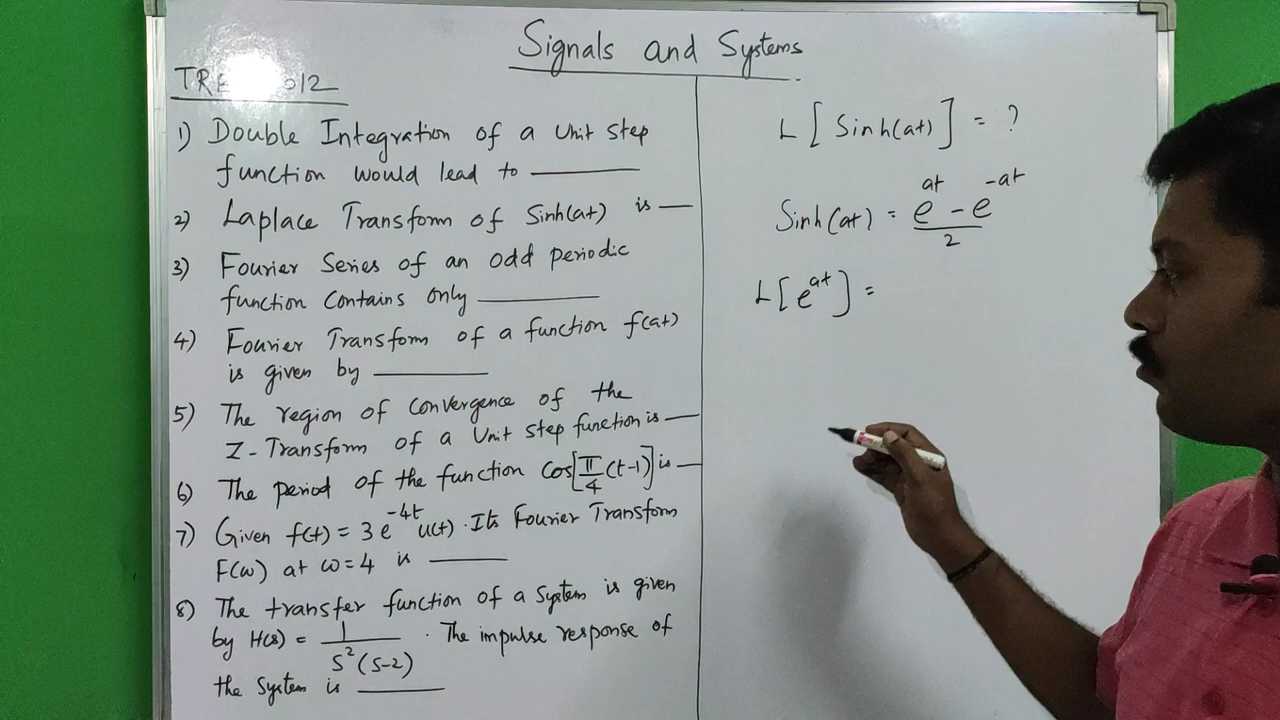 Signals and Systems
TRB 2012
1) Double Integration of a Unit step
function would lead to ______
2) Laplace Transform of Sinh(at) is __
3) Fourier Series of an odd periodic
function contains only ______
4) Fourier Transform of a function f(at)
is given by ______
5) The region of convergence of the
Z-Transform of a Unit step function is __
6) The period of the function Cos[π/4(t-1)] is __
7) Given f(t) = 3e^-4t u(t). Its Fourier Transform
F(ω) at ω=4 is ______
8) The transfer function of a system is given
by H(s) = 1/s²(s-2). The impulse response of
the system is ______
L[Sinh(at)] = ?
Sinh(at) = e^at - e^-at / 2
L[e^at] =